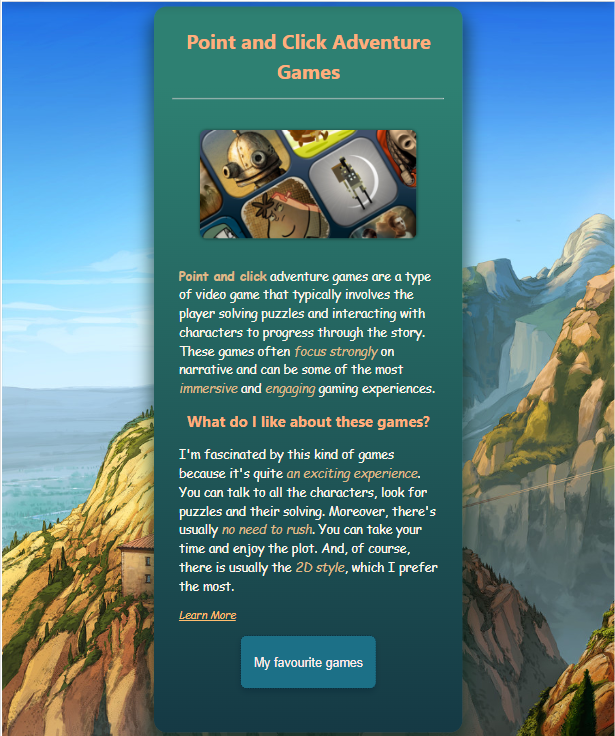 Point and Click Adventure
Games
Point and click adventure games are a type
of video game that typically involves the
player solving puzzles and interacting with
characters to progress through the story.
These games often focus strongly on
narrative and can be some of the most
immersive and engaging gaming experiences.
What do I like about these games?
I'm fascinated by this kind of games
because it's quite an exciting experience.
You can talk to all the characters, look for
puzzles and their solving. Moreover, there's
usually no need to rush. You can take your
time and enjoy the plot. And, of course,
there is usually the 2D style, which I prefer
the most.
Learn More
My favourite games